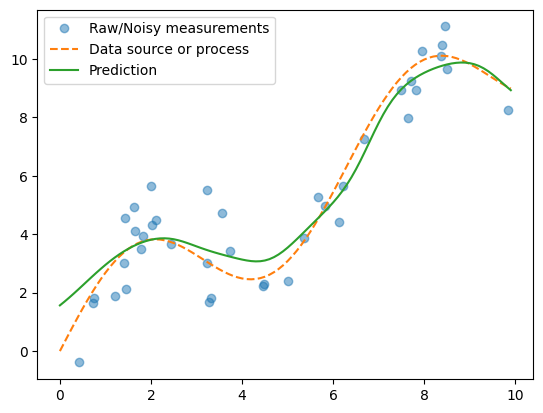 Raw/Noisy measurements
Data source or process
Prediction
10
8
6
4
2
0
0 2 4 6 8 10